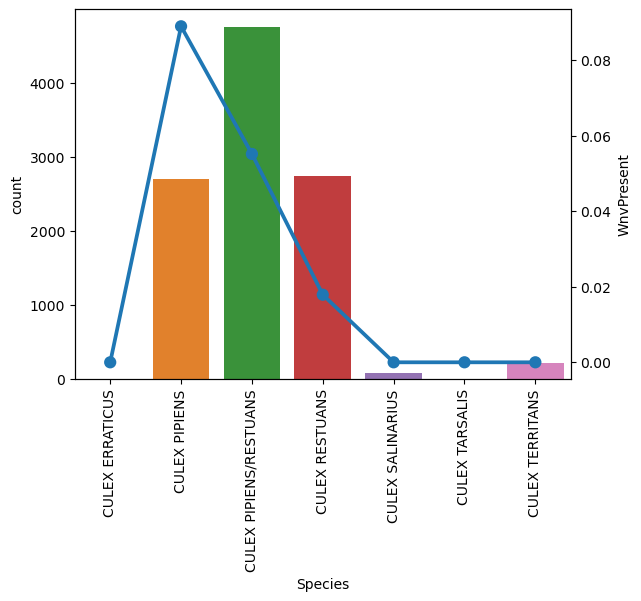 count
4000
3000
2000
1000
0
0.08
0.06
0.04
0.02
0.00
WnvPresent
CULEX ERRATICUS
CULEX PIPIENS
CULEX PIPIENS/RESTUANS
CULEX RESTUANS
CULEX SALINARIUS
CULEX TARSALIS
CULEX TERRITANS
Species